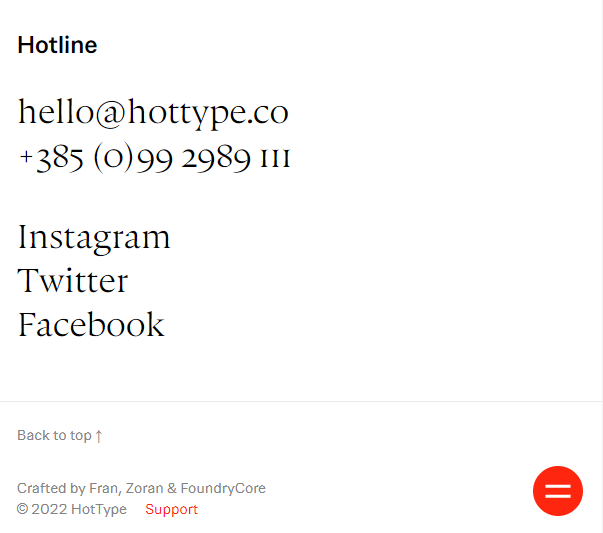 Hotline
hello@hottype.co
+385 (0)99 2989 111
Instagram
Twitter
Facebook
Back to top ↑
Crafted by Fran, Zoran & FoundryCore
© 2022 HotType Support